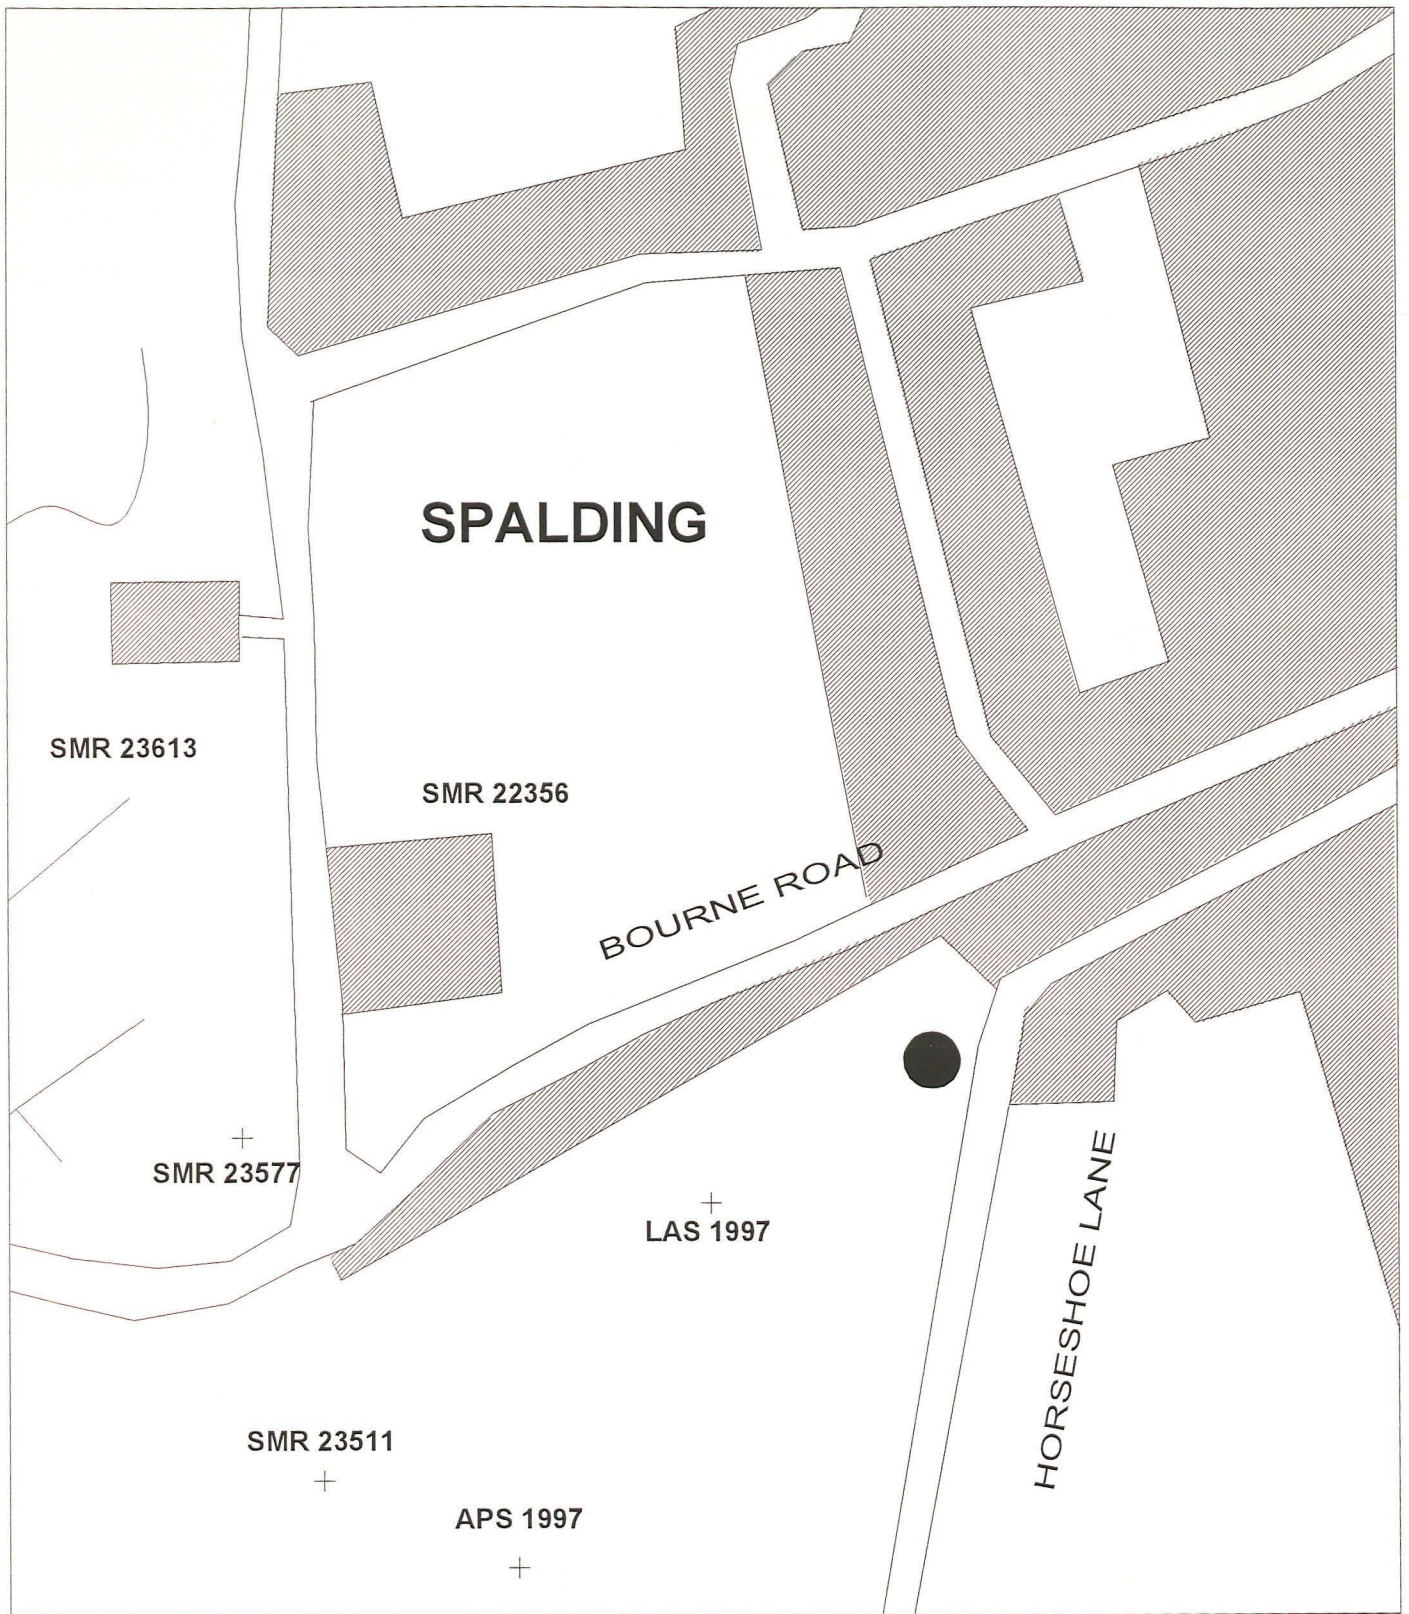 SPALDING
SMR 23613
SMR 22356
BOURNE ROAD
SMR 23577
LAS 1997
HORSESHOE LANE
SMR 23511
APS 1997